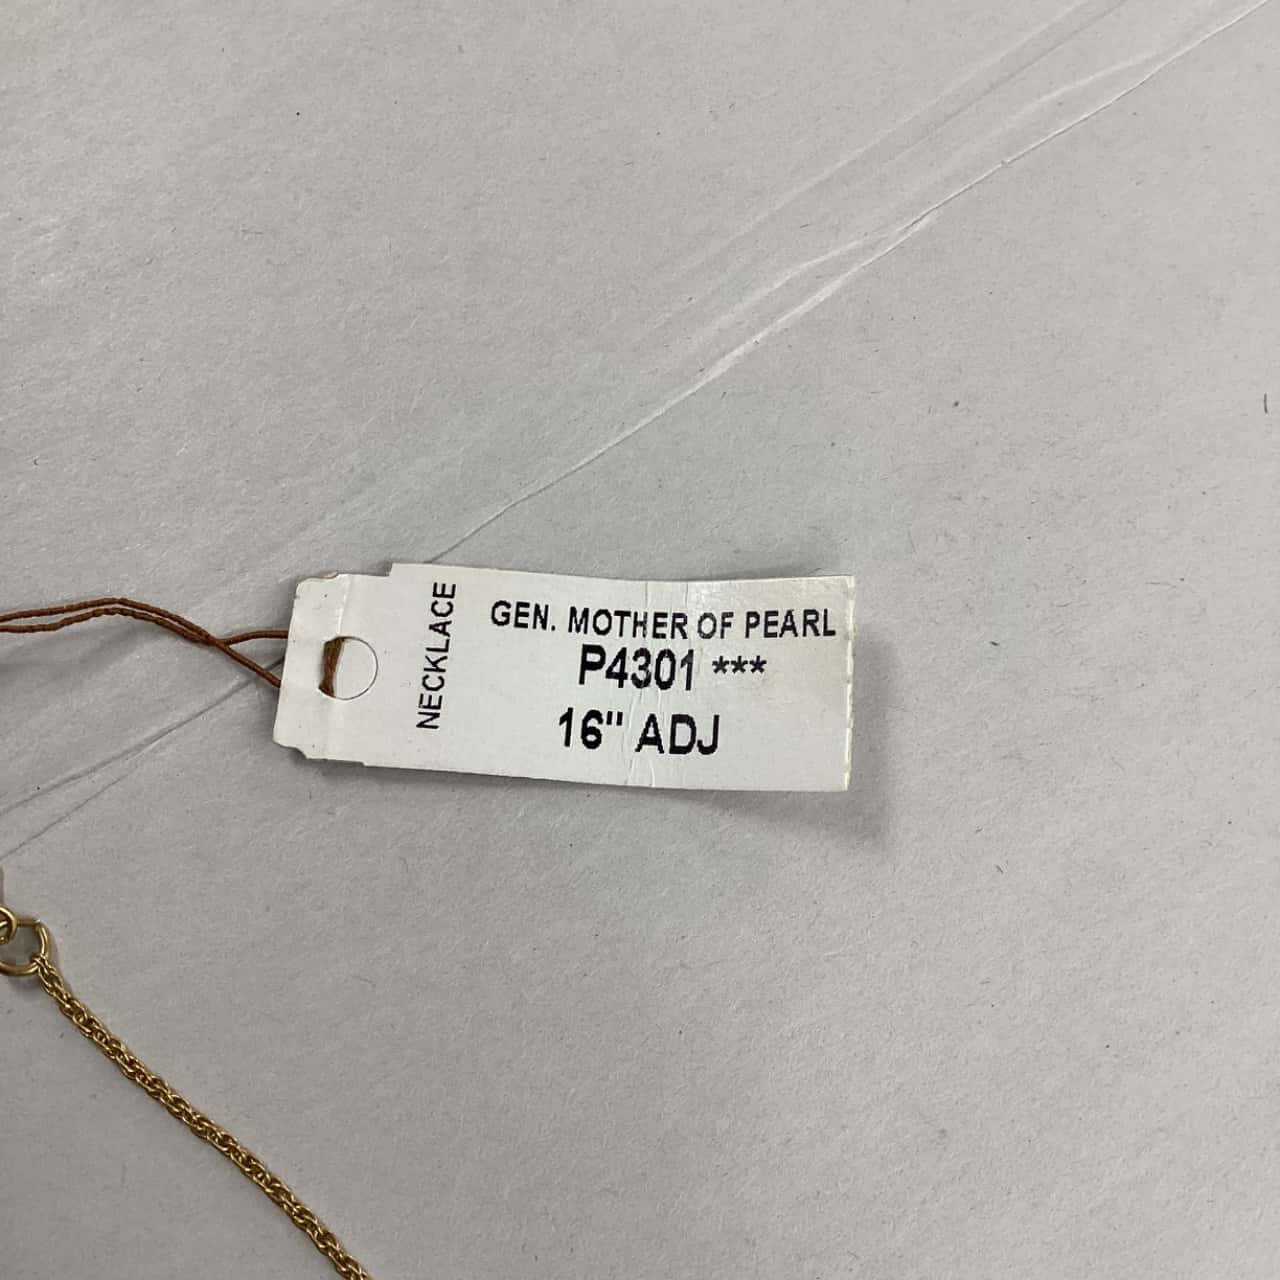 NECKLACE
GEN. MOTHER OF PEARL
P4301 ***
16" ADJ